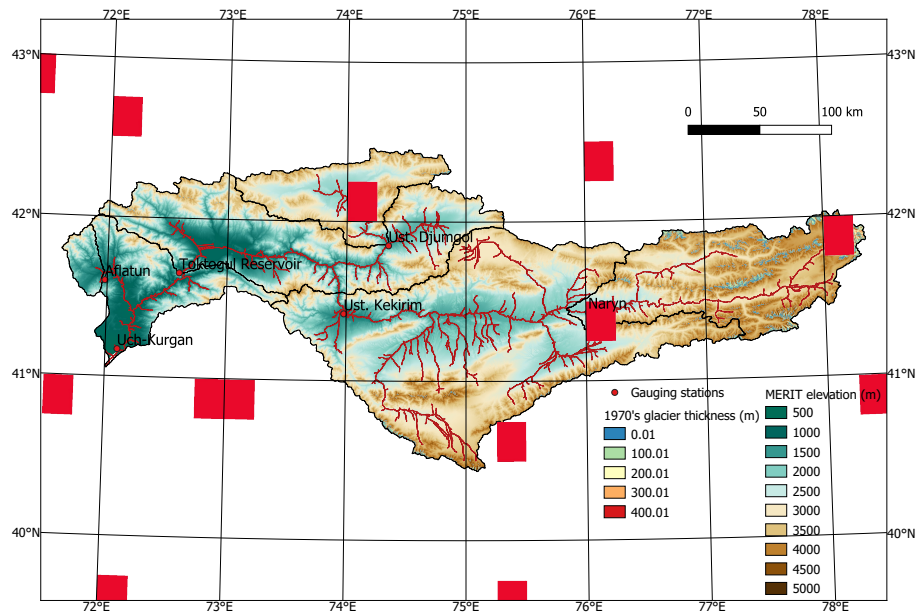 72°E 73°E 74°E 75°E 76°E 77°E 78°E
43°N 43°N
0 50 100 km
42°N 42°N
Ust. Djumgol
Toktogul Reservoir
Aflatun
Ust. Kekirim
Naryn
Uch-Kurgan
41°N 41°N
Gauging stations
1970's glacier thickness (m)
0.01
100.01
200.01
300.01
400.01
MERIT elevation (m)
500
1000
1500
2000
2500
3000
3500
4000
4500
5000
40°N 40°N
72°E 73°E 74°E 75°E 76°E 77°E 78°E